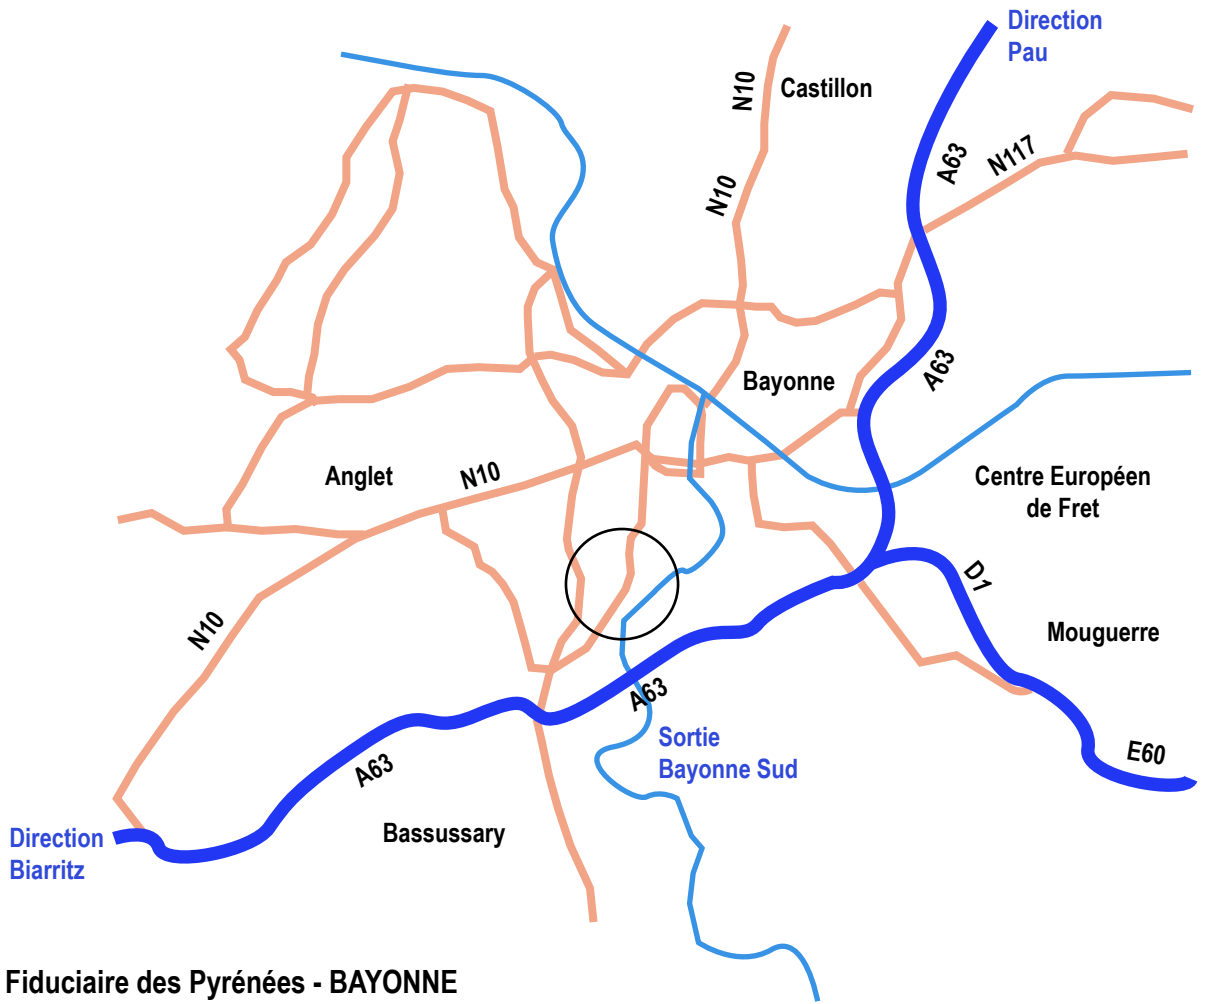 Direction
Pau
N10
Castillon
A63
N117
N10
A63
Bayonne
Anglet
N10
Centre Européen
de Fret
D1
N10
Mouguerre
A63
Sortie
Bayonne Sud
E60
A63
Direction
Biarritz
Bassussary
Fiduciaire des Pyrénées - BAYONNE